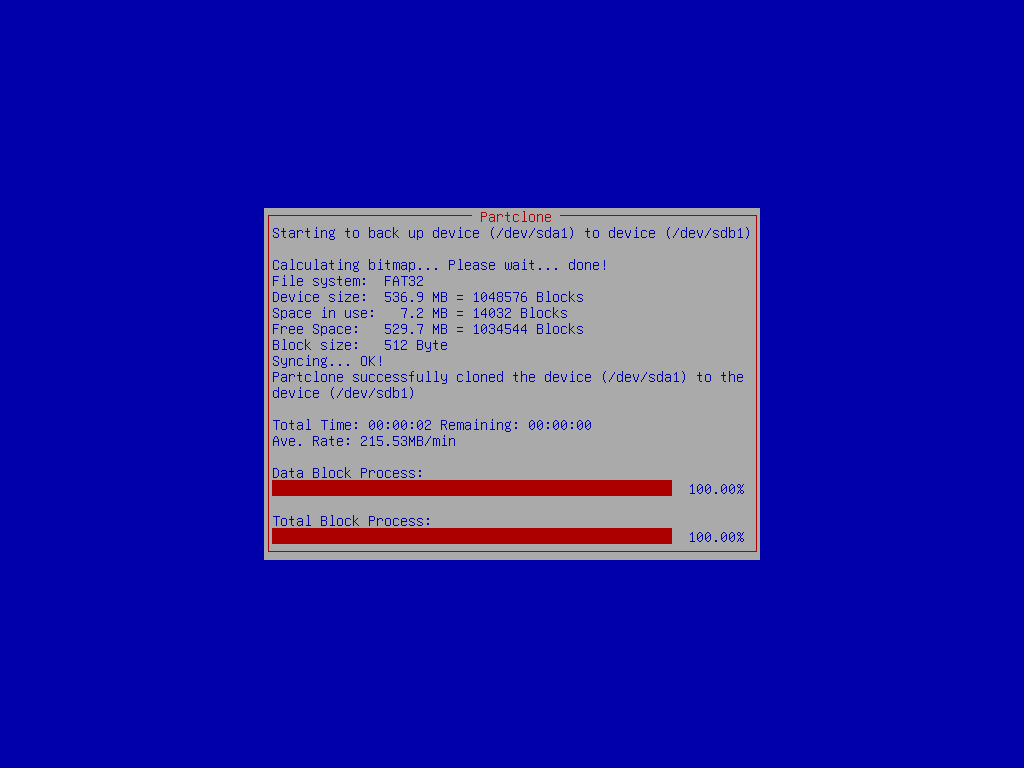 Partclone
Starting to back up device (/dev/sda1) to device (/dev/sdb1)
Calculating bitmap... Please wait... done!
File system:  FAT32
Device size:  536.9 MB = 1048576 Blocks
Space in use:   7.2 MB = 14032 Blocks
Free Space:   529.7 MB = 1034544 Blocks
Block size:   512 Byte
Syncing... OK!
Partclone successfully cloned the device (/dev/sda1) to the
device (/dev/sdb1)
Total Time: 00:00:02 Remaining: 00:00:00
Ave. Rate: 215.53MB/min
Data Block Process:
100.00%
Total Block Process:
100.00%